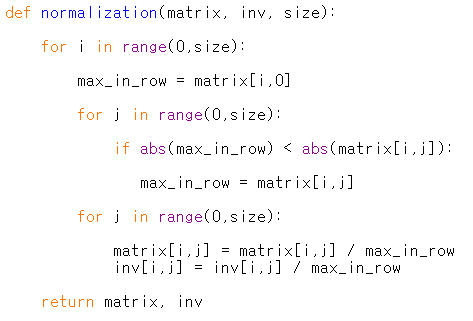 def normalization(matrix, inv, size):
    for i in range(0,size):
        max_in_row = matrix[i,0]
        for j in range(0,size):
            if abs(max_in_row) < abs(matrix[i,j]):
               max_in_row = matrix[i,j]
        for j in range(0,size):
            matrix[i,j] = matrix[i,j] / max_in_row
            inv[i,j] = inv[i,j] / max_in_row
    return matrix, inv